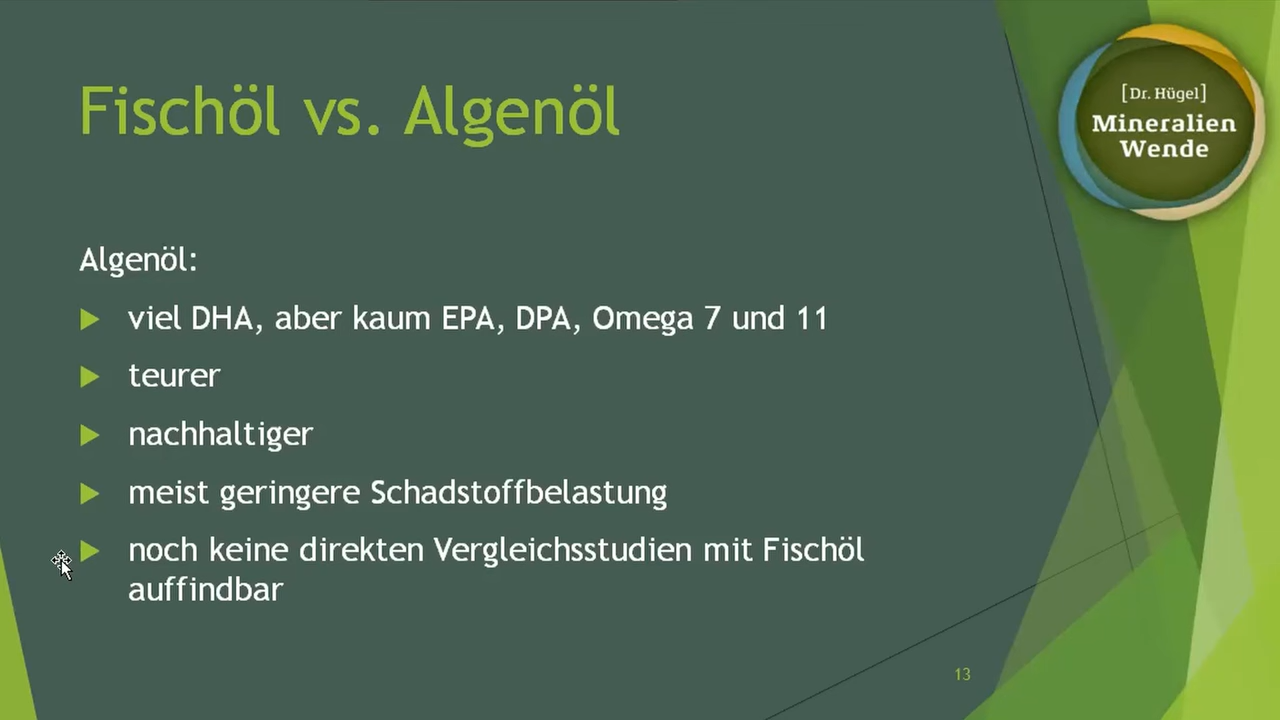 Fischöl vs. Algenöl
[Dr. Hügel]
Mineralien
Wende
Algenöl:
viel DHA, aber kaum EPA, DPA, Omega 7 und 11
teurer
nachhaltiger
meist geringere Schadstoffbelastung
noch keine direkten Vergleichsstudien mit Fischöl
auffindbar
13